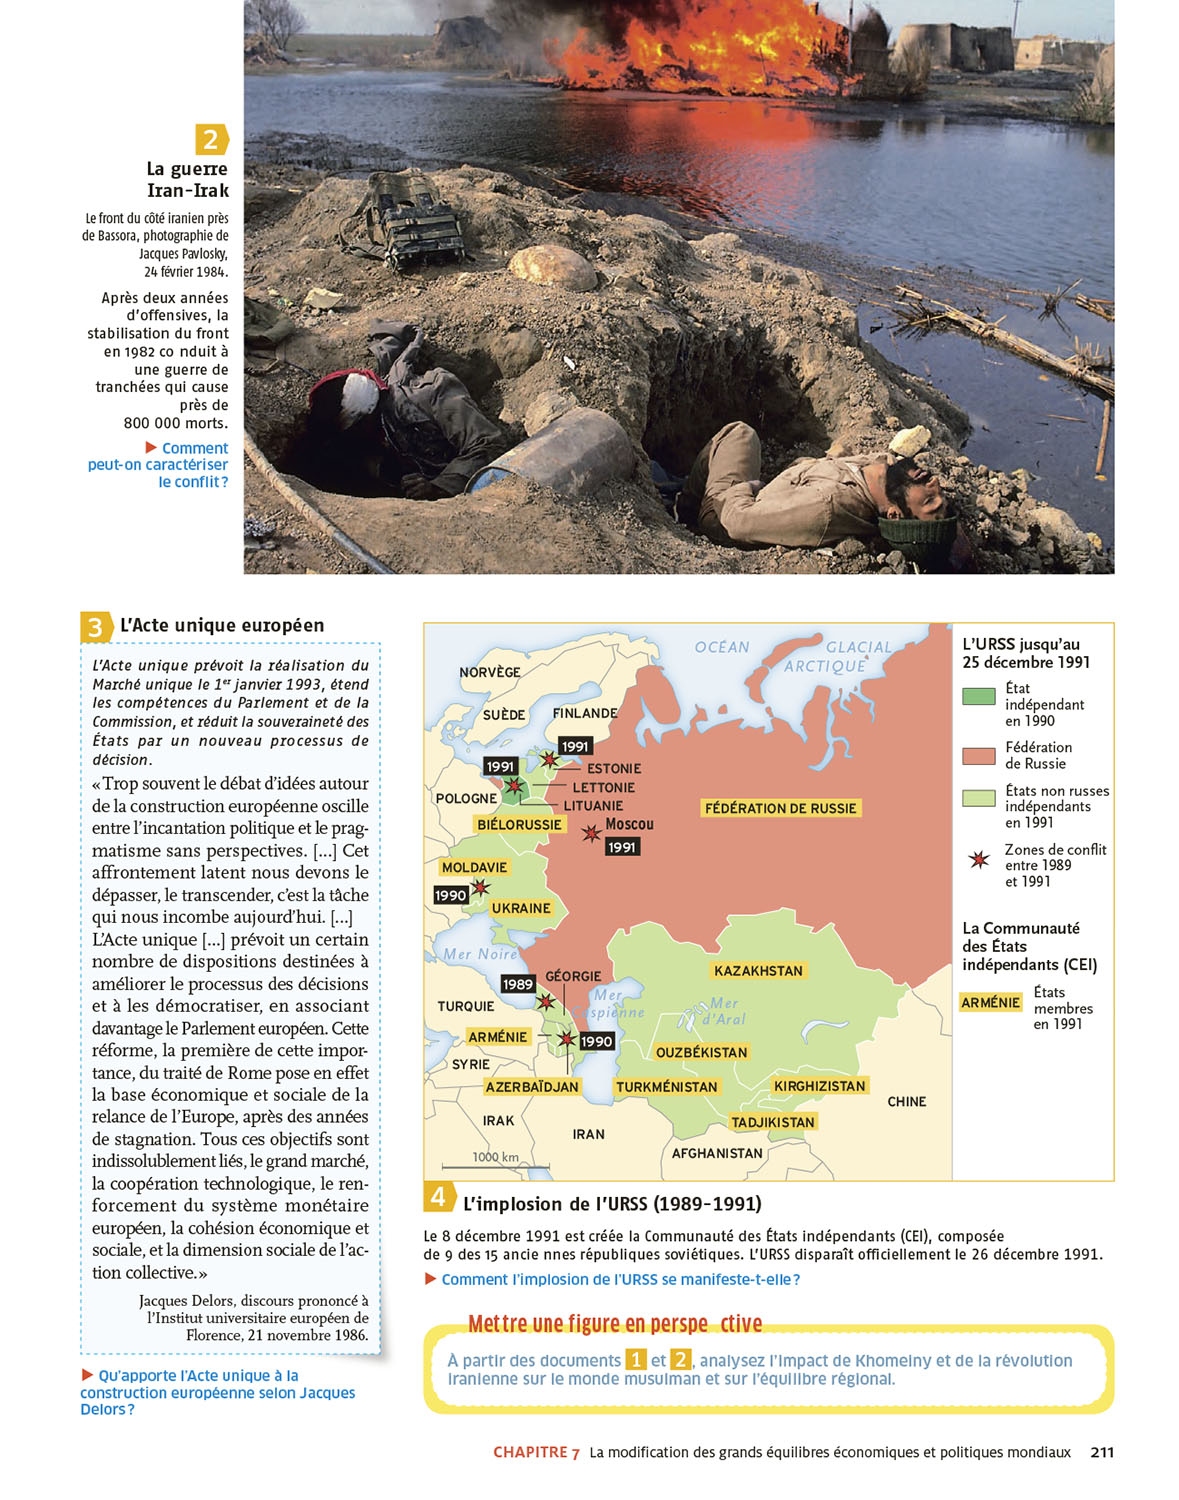 2
La guerre
Iran-Irak
Le front du côté iranien près
de Bassora, photographie de
Jacques Pavlosky,
24 février 1984.
Après deux années
d'offensives, la
stabilisation du front
en 1982 co nduit à
une guerre de
tranchées qui cause
près de
800 000 morts.
▶ Comment
peut-on caractériser
le conflit ?
3 L'Acte unique européen
L'Acte unique prévoit la réalisation du
Marché unique le 1er janvier 1993, étend
les compétences du Parlement et de la
Commission, et réduit la souveraineté des
États par un nouveau processus de
décision.
« Trop souvent le débat d'idées autour
de la construction européenne oscille
entre l'incantation politique et le prag-
matisme sans perspectives. [...] Cet
affrontement latent nous devons le
dépasser, le transcender, c'est la tâche
qui nous incombe aujourd'hui. [...]
L'Acte unique [...] prévoit un certain
nombre de dispositions destinées à
améliorer le processus des décisions
et à les démocratiser, en associant
davantage le Parlement européen. Cette
réforme, la première de cette impor-
tance, du traité de Rome pose en effet
la base économique et sociale de la
relance de l'Europe, après des années
de stagnation. Tous ces objectifs sont
indissolublement liés, le grand marché,
la coopération technologique, le ren-
forcement du système monétaire
européen, la cohésion économique et
sociale, et la dimension sociale de l'ac-
tion collective. »
Jacques Delors, discours prononcé à
l'Institut universitaire européen de
Florence, 21 novembre 1986.
▶ Qu'apporte l'Acte unique à la
construction européenne selon Jacques
Delors ?
OCÉAN GLACIAL
ARCTIQUE
NORVÈGE
SUÈDE
FINLANDE
1991
1991
ESTONIE
LETTONIE
LITUANIE
POLOGNE
BIÉLORUSSIE
Moscou
1991
FÉDÉRATION DE RUSSIE
MOLDAVIE
1990
UKRAINE
Mer Noire
GÉORGIE
1989
Mer
Caspienne
Mer
d'Aral
KAZAKHSTAN
TURQUIE
ARMÉNIE
1990
OUZBÉKISTAN
SYRIE
AZERBAÏDJAN
TURKMÉNISTAN
KIRGHIZISTAN
CHINE
IRAK
IRAN
TADJIKISTAN
AFGHANISTAN
1000 km
L'URSS jusqu'au
25 décembre 1991
État
indépendant
en 1990
Fédération
de Russie
États non russes
indépendants
en 1991
Zones de conflit
entre 1989
et 1991
La Communauté
des États
indépendants (CEI)
ARMÉNIE
États
membres
en 1991
4 L'implosion de l'URSS (1989-1991)
Le 8 décembre 1991 est créée la Communauté des États indépendants (CEI), composée
de 9 des 15 ancie nnes républiques soviétiques. L'URSS disparaît officiellement le 26 décembre 1991.
▶ Comment l'implosion de l'URSS se manifeste-t-elle ?
Mettre une figure en perspe ctive
À partir des documents 1 et 2, analysez l'impact de Khomeiny et de la révolution
iranienne sur le monde musulman et sur l'équilibre régional.
CHAPITRE 7 La modification des grands équilibres économiques et politiques mondiaux 211